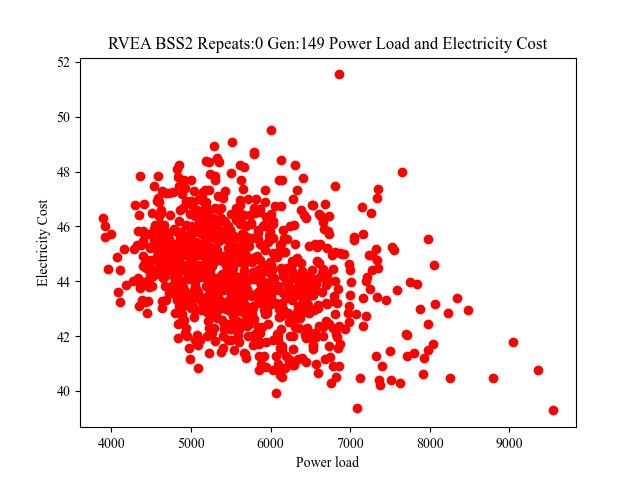 RVEA BSS2 Repeats:0 Gen:149 Power Load and Electricity Cost
52
50
48
46
44
42
40
Electricity Cost
4000 5000 6000 7000 8000 9000
Power load